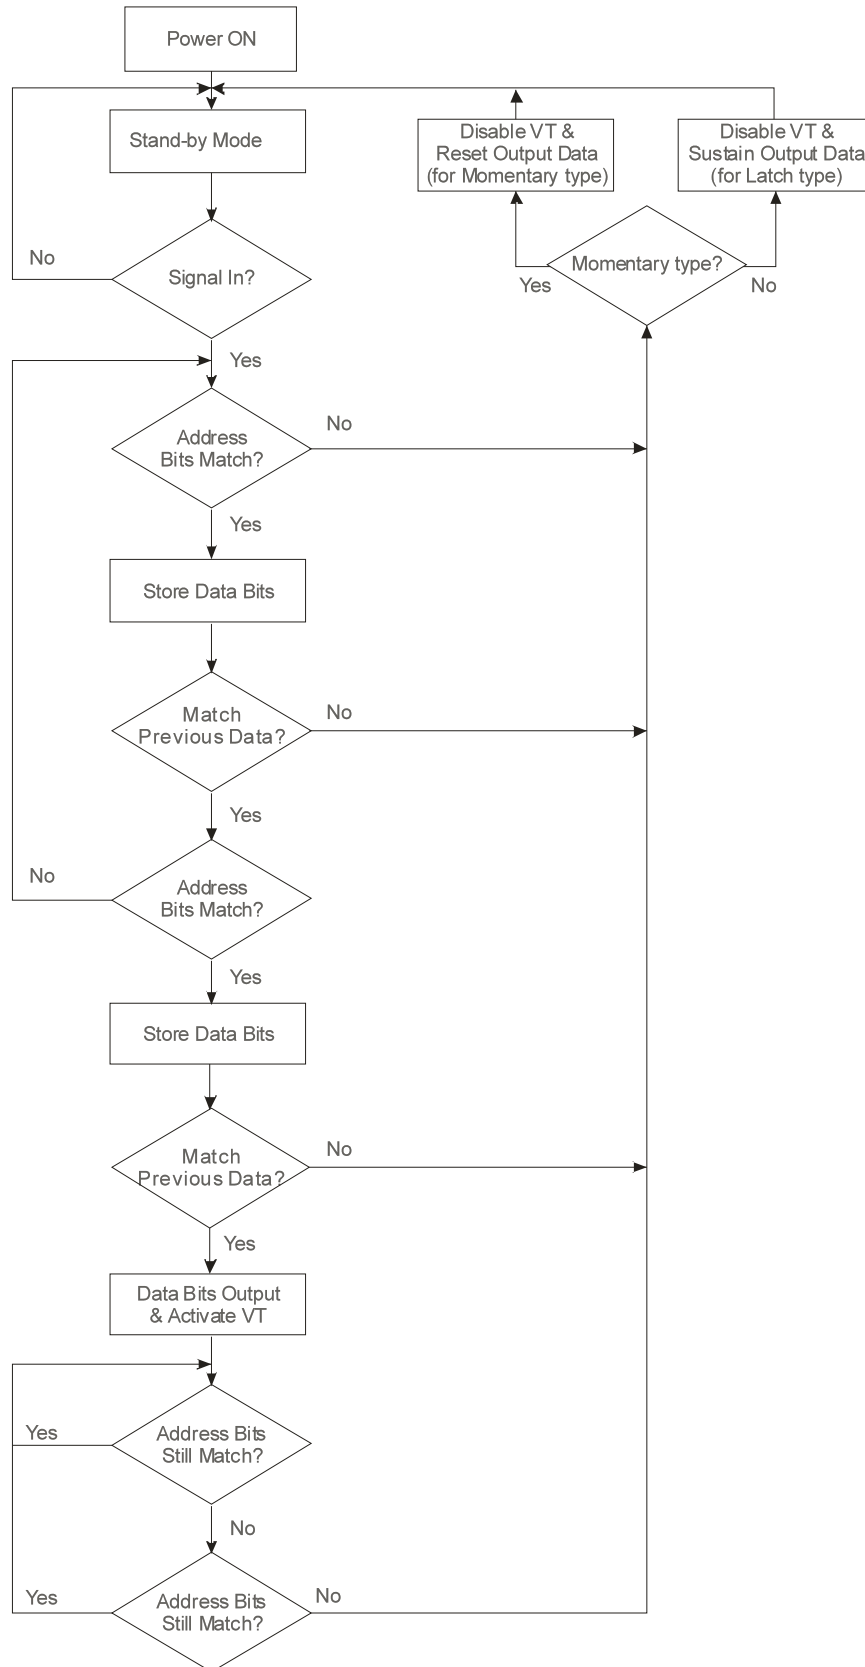 Power ON
Stand-by Mode
Disable VT &
Reset Output Data
(for Momentary type)
Disable VT &
Sustain Output Data
(for Latch type)
No
Signal In?
Momentary type?
Yes
No
Yes
Address
Bits Match?
No
Yes
Store Data Bits
Match
Previous Data?
No
Yes
No
Address
Bits Match?
Yes
Store Data Bits
Match
Previous Data?
No
Yes
Data Bits Output
& Activate VT
Yes
Address Bits
Still Match?
No
Yes
Address Bits
Still Match?
No